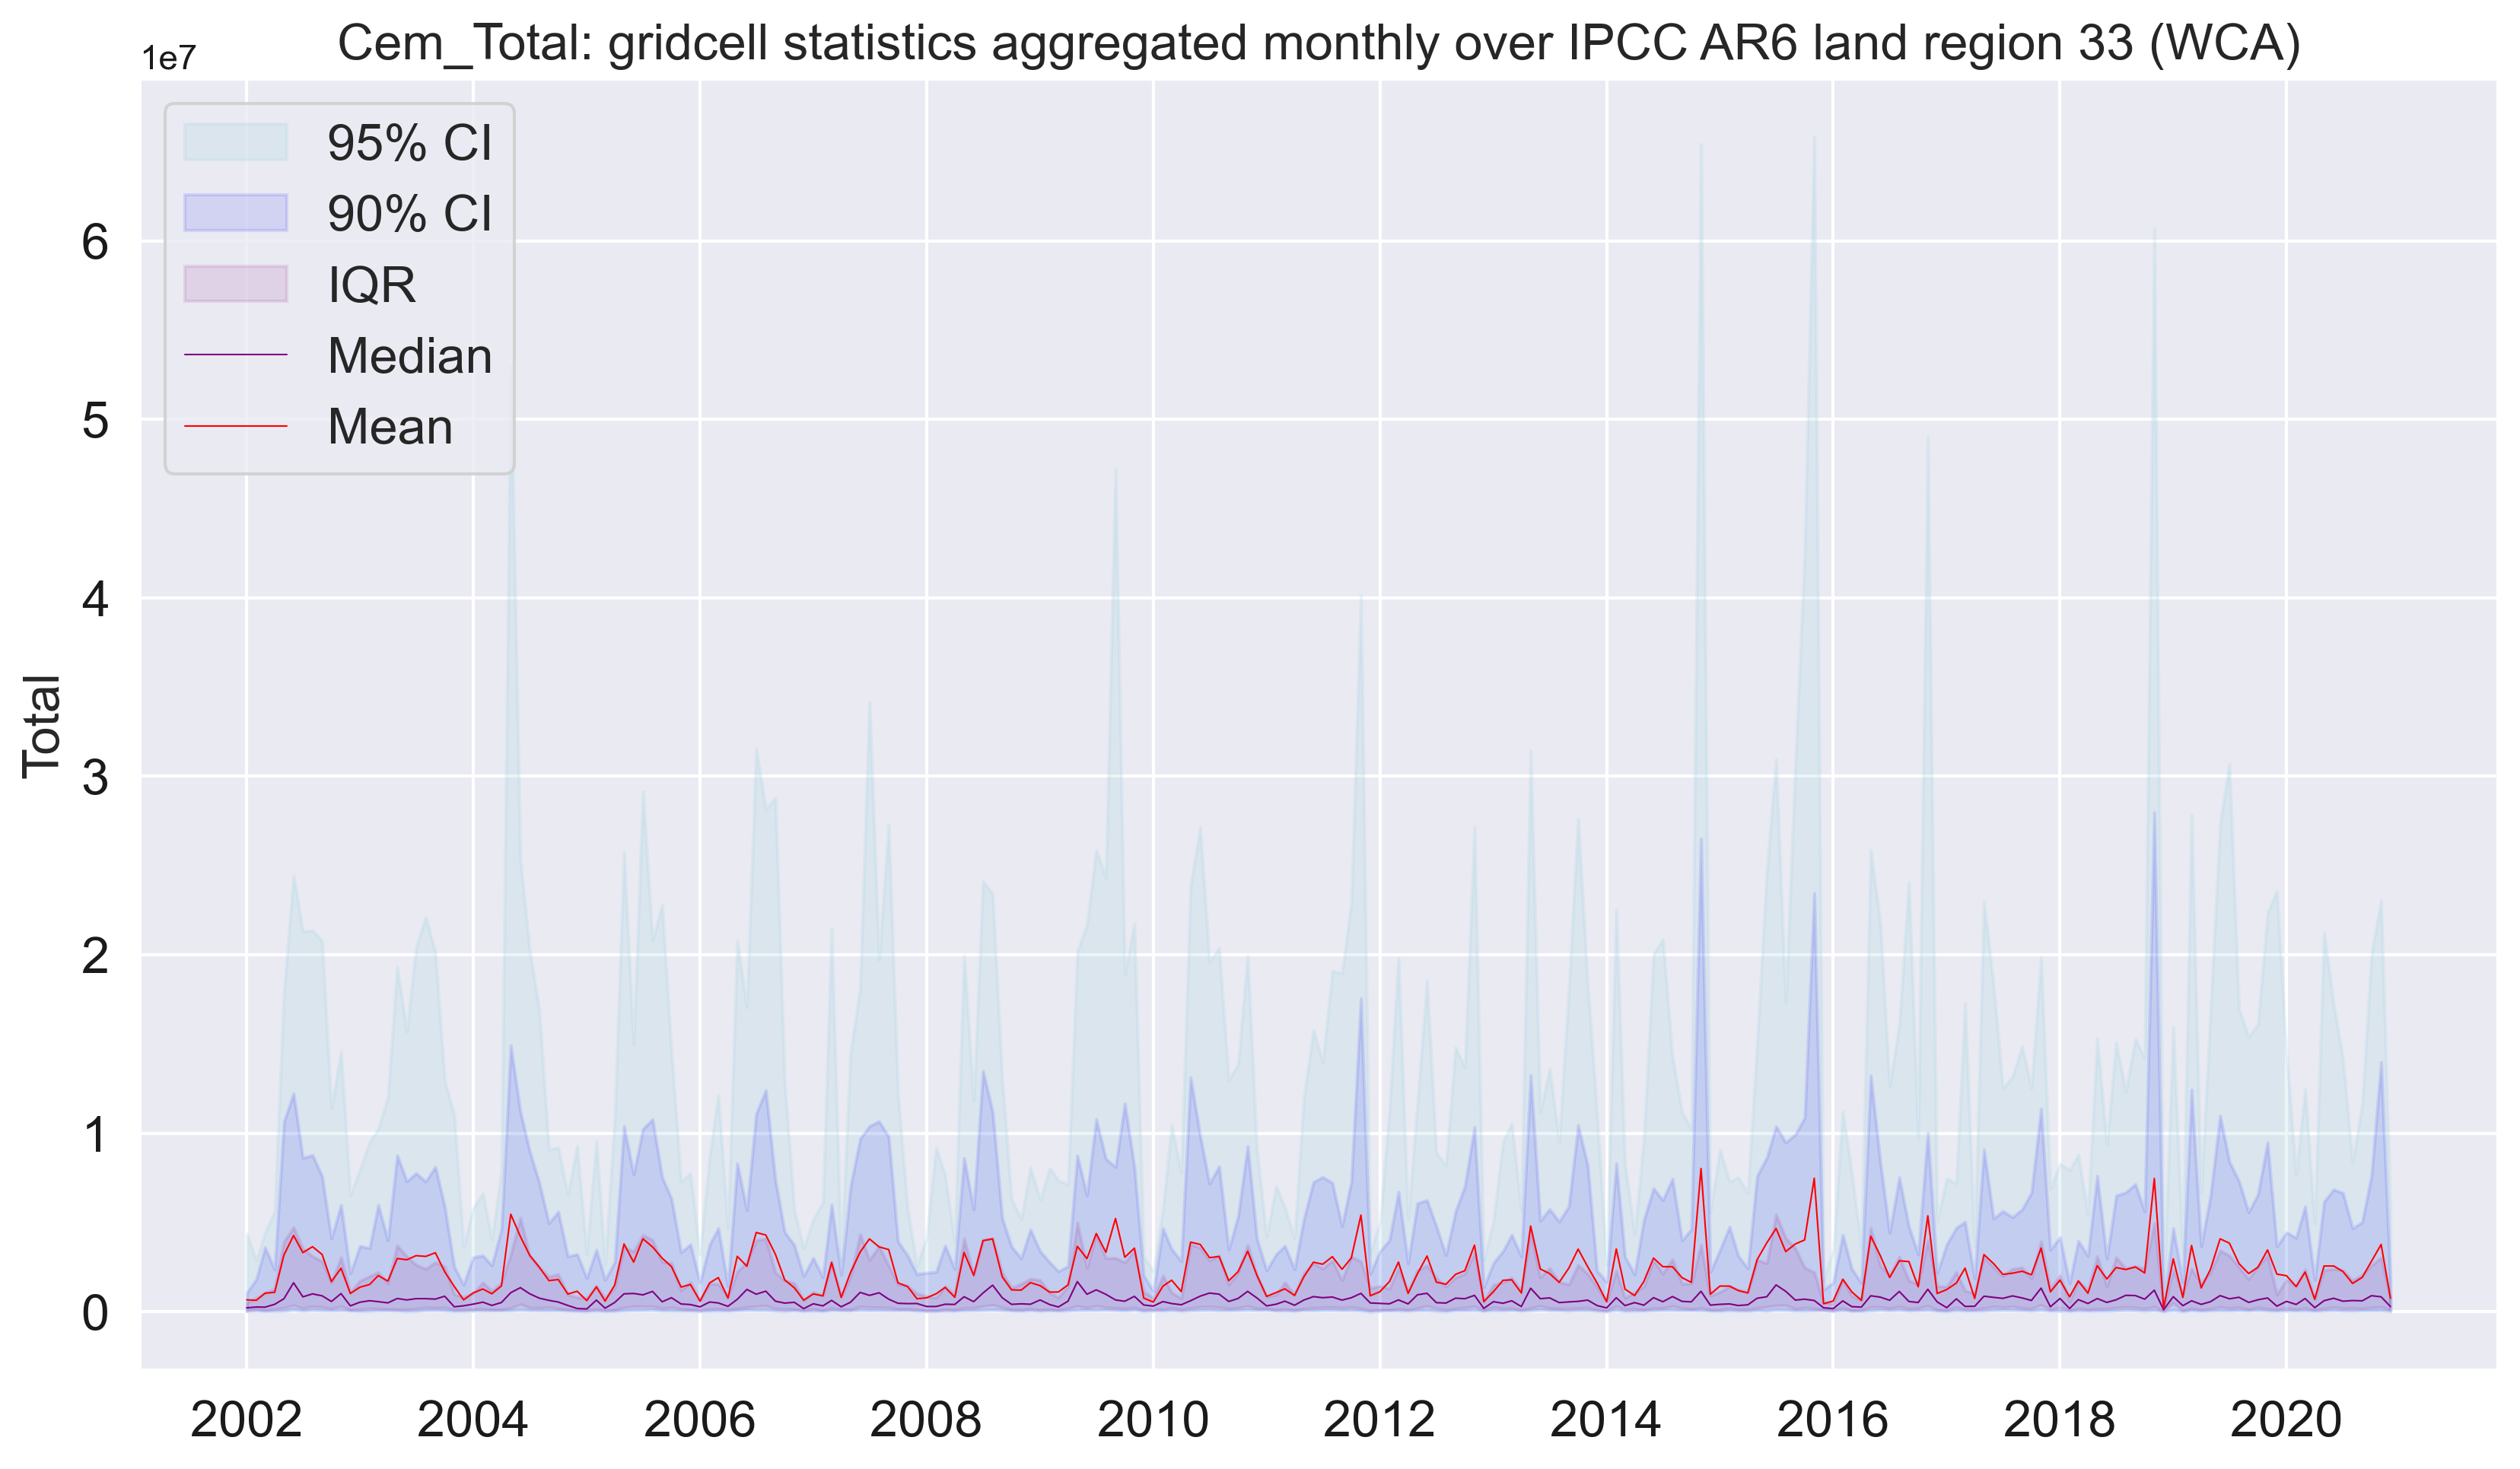 Cem_Total: gridcell statistics aggregated monthly over IPCC AR6 land region 33 (WCA)
1e7
95% CI
90% CI
IQR
Median
Mean
Total
6
5
4
3
2
1
0
2002 2004 2006 2008 2010 2012 2014 2016 2018 2020